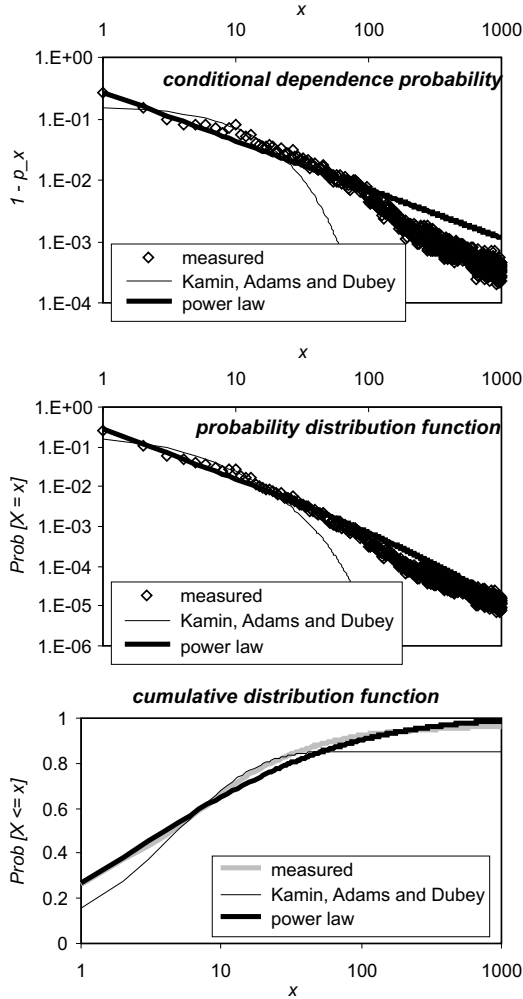 x
1 10 100 1000
1.E+00
conditional dependence probability
1.E-01
1.E-02
1.E-03
1.E-04
1 - p_x
measured
Kamin, Adams and Dubey
power law
x
1 10 100 1000
1.E+00
probability distribution function
1.E-01
1.E-02
1.E-03
1.E-04
1.E-05
1.E-06
Prob [X = x]
measured
Kamin, Adams and Dubey
power law
cumulative distribution function
1
0.8
0.6
0.4
0.2
0
Prob [X <= x]
measured
Kamin, Adams and Dubey
power law
1 10 100 1000
x